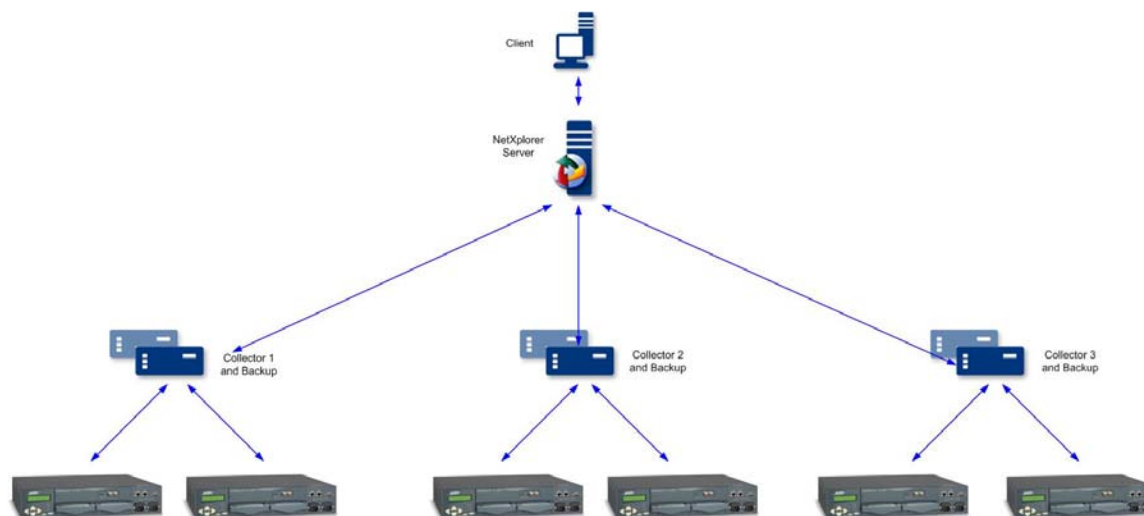 Client
NetXplorer
Server
Collector 1
and Backup
Collector 2
and Backup
Collector 3
and Backup